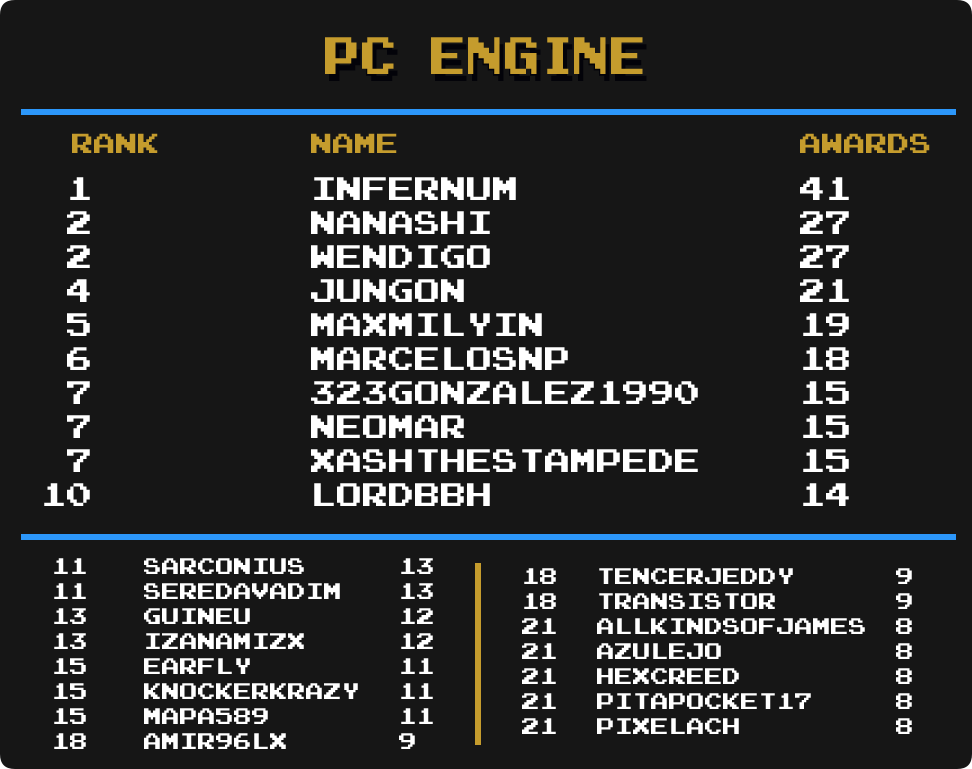 PC ENGINE
RANK NAME AWARDS
1 INFERNUM 41
2 NANASHI 27
2 WENDIGO 27
4 JUNGON 21
5 MAXMILYIN 19
6 MARCELOSNP 18
7 323GONZALEZ1990 15
7 NEOMAR 15
7 XASHTHESTAMPEDE 15
10 LORDBBH 14
11 SARCONIUS 13
11 SEREDAVADIM 13
13 GUINEU 12
13 IZANAMIZX 12
15 EARFLY 11
15 KNOCKERKRAZY 11
15 MAPA589 11
18 AMIR96LX 9
18 TENCERJEDDY 9
18 TRANSISTOR 9
21 ALLKINDSOFJAMES 8
21 AZULEJO 8
21 HEXCREED 8
21 PITAPOCKET17 8
21 PIXELACH 8